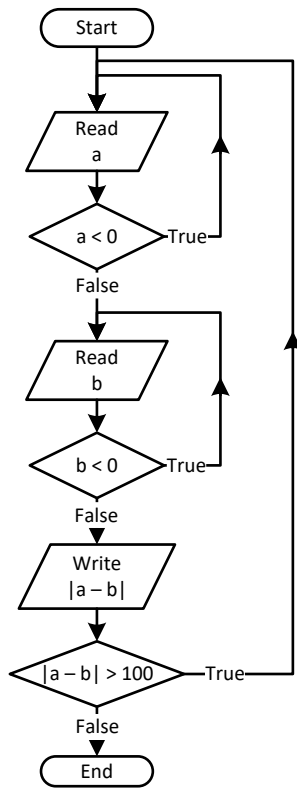 Start
Read
a
a < 0
True
False
Read
b
b < 0
True
False
Write
|a – b|
|a – b| > 100
True
False
End